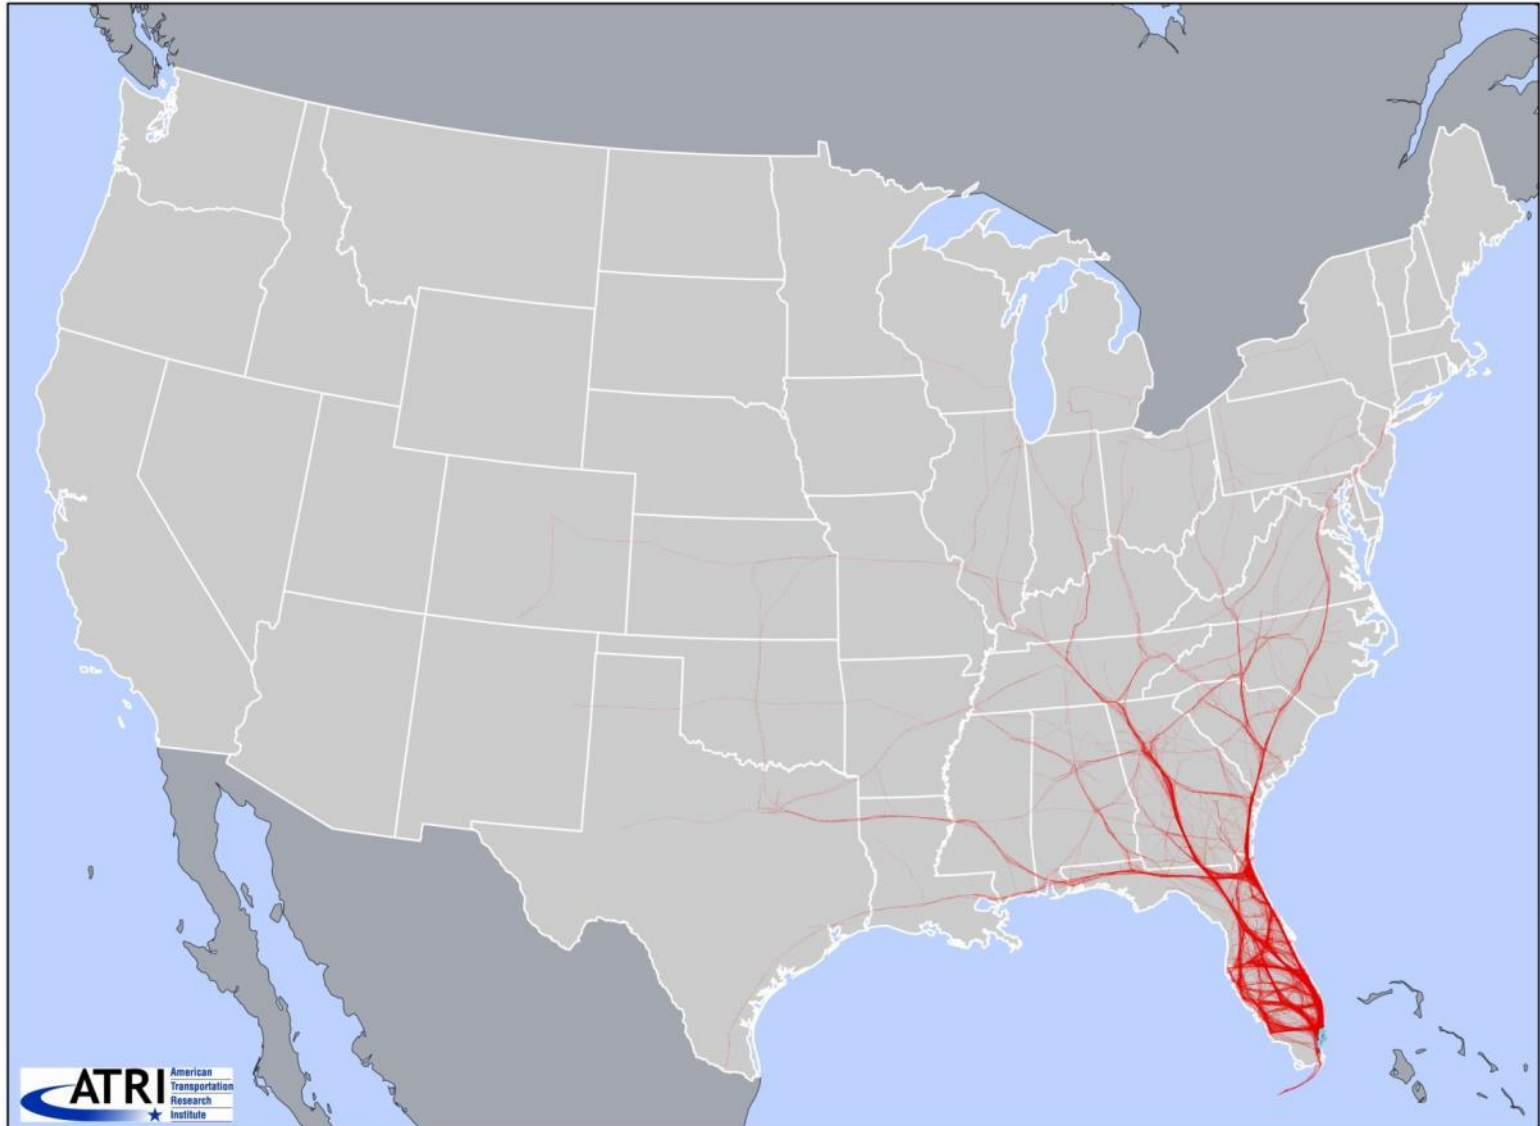 ATRI
American
Transportation
Research
Institute